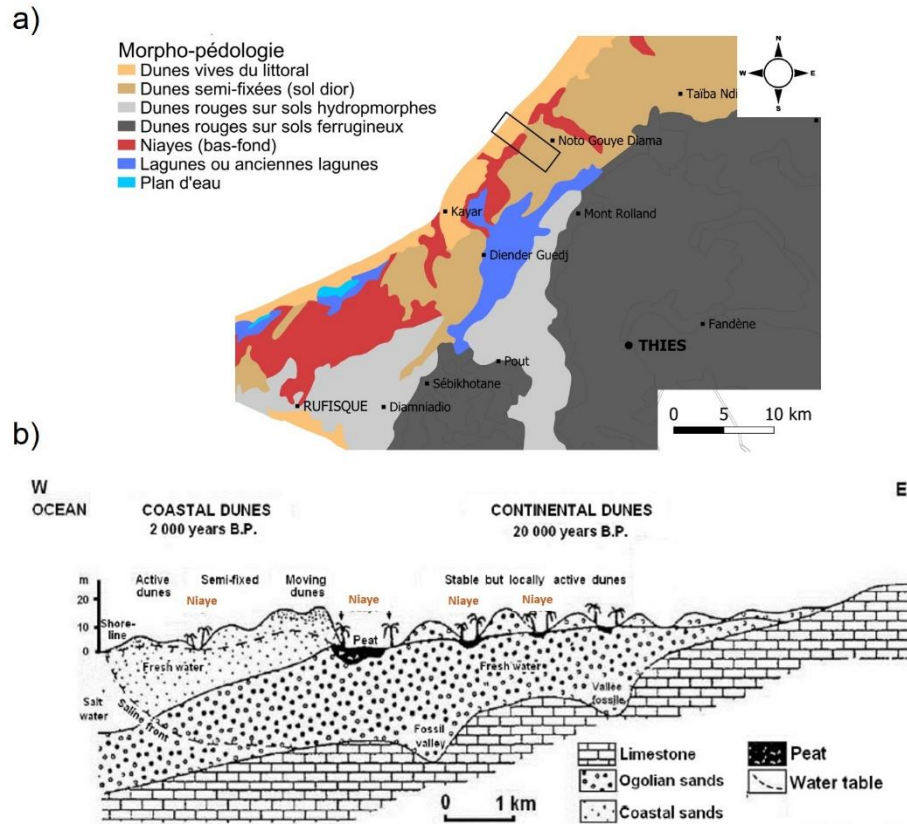 a)
Morpho-pédologie
Dunes vives du littoral
Dunes semi-fixées (sol dior)
Dunes rouges sur sols hydropmorphes
Dunes rouges sur sols ferrugineux
Niayes (bas-fond)
Lagunes ou anciennes lagunes
Plan d'eau
N
W
E
S
Taïba Ndi
Noto Gouye Diama
Kayar
Mont Rolland
Diender Guedj
Fandène
THIES
Pout
Sébikhotane
RUFISQUE
Diamniadio
0 5 10 km
b)
W
E
OCEAN
COASTAL DUNES
2 000 years B.P.
CONTINENTAL DUNES
20 000 years B.P.
m
20
10
0
Active
dunes
Semi-fixed
Niaye
Moving
dunes
Niaye
Stable but locally active dunes
Niaye
Niaye
Shore-
line
Peat
Fresh water
Fresh water
Salt
water
Saline front
Fossil
valley
Vallée
fossile
0 1 km
Limestone
Ogolian sands
Coastal sands
Peat
Water table